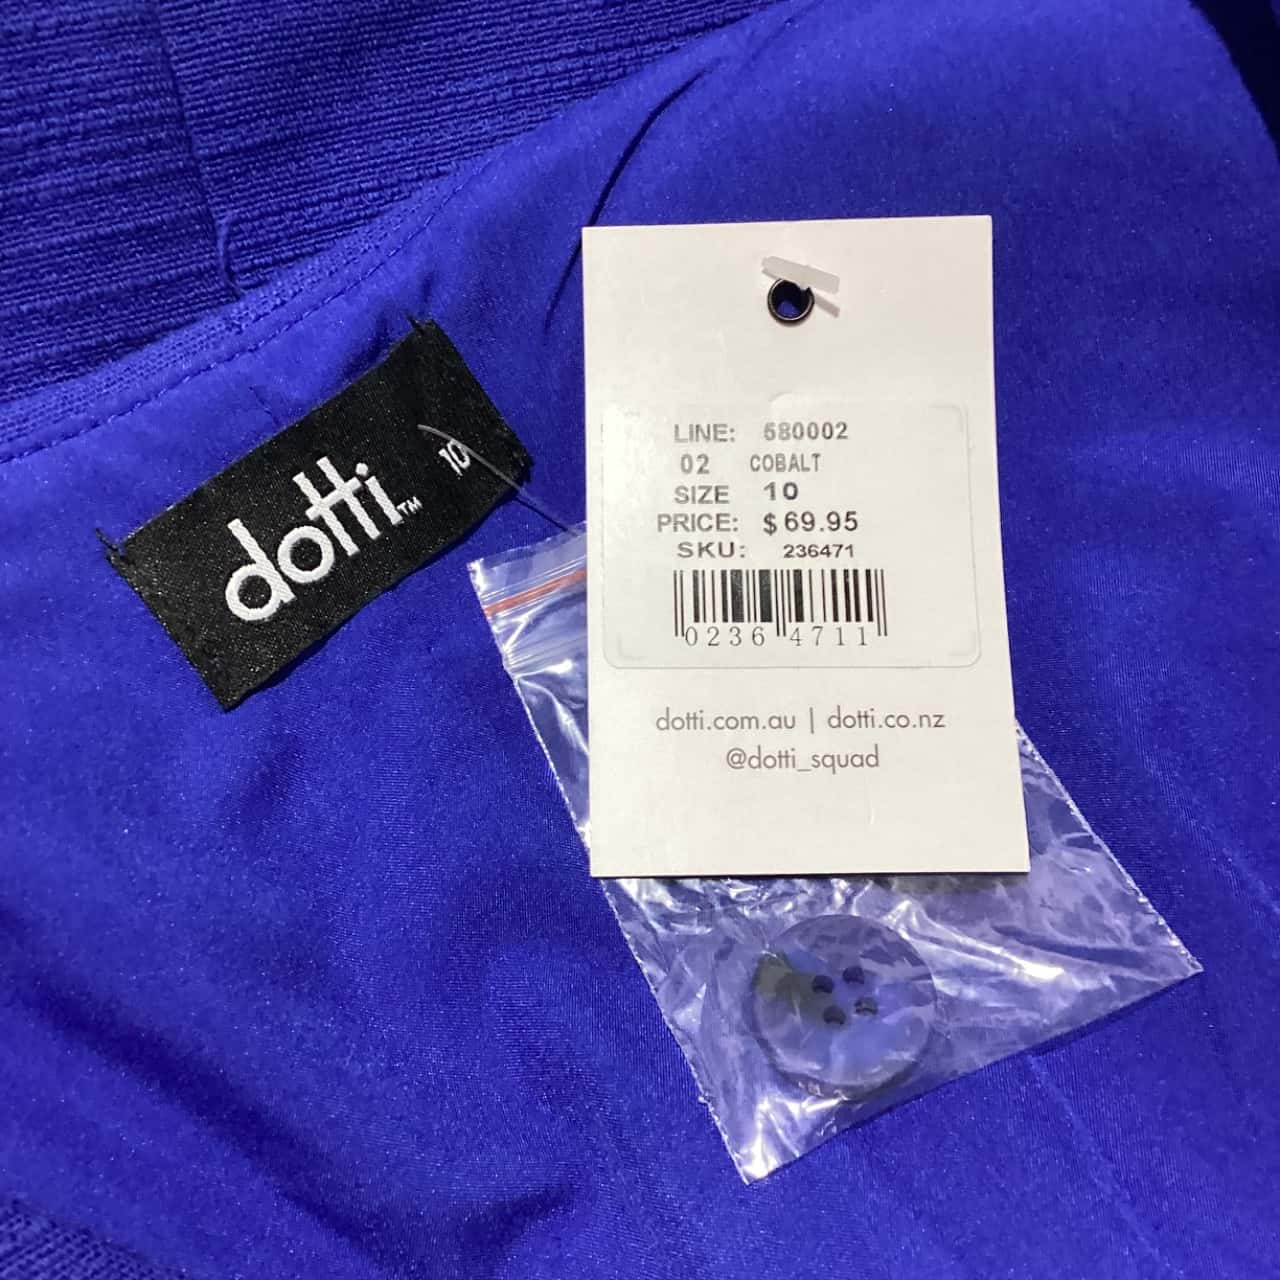 dotti™
10
LINE: 580002
02 COBALT
SIZE 10
PRICE: $69.95
SKU: 236471
0236 4711
dotti.com.au | dotti.co.nz
@dotti_squad